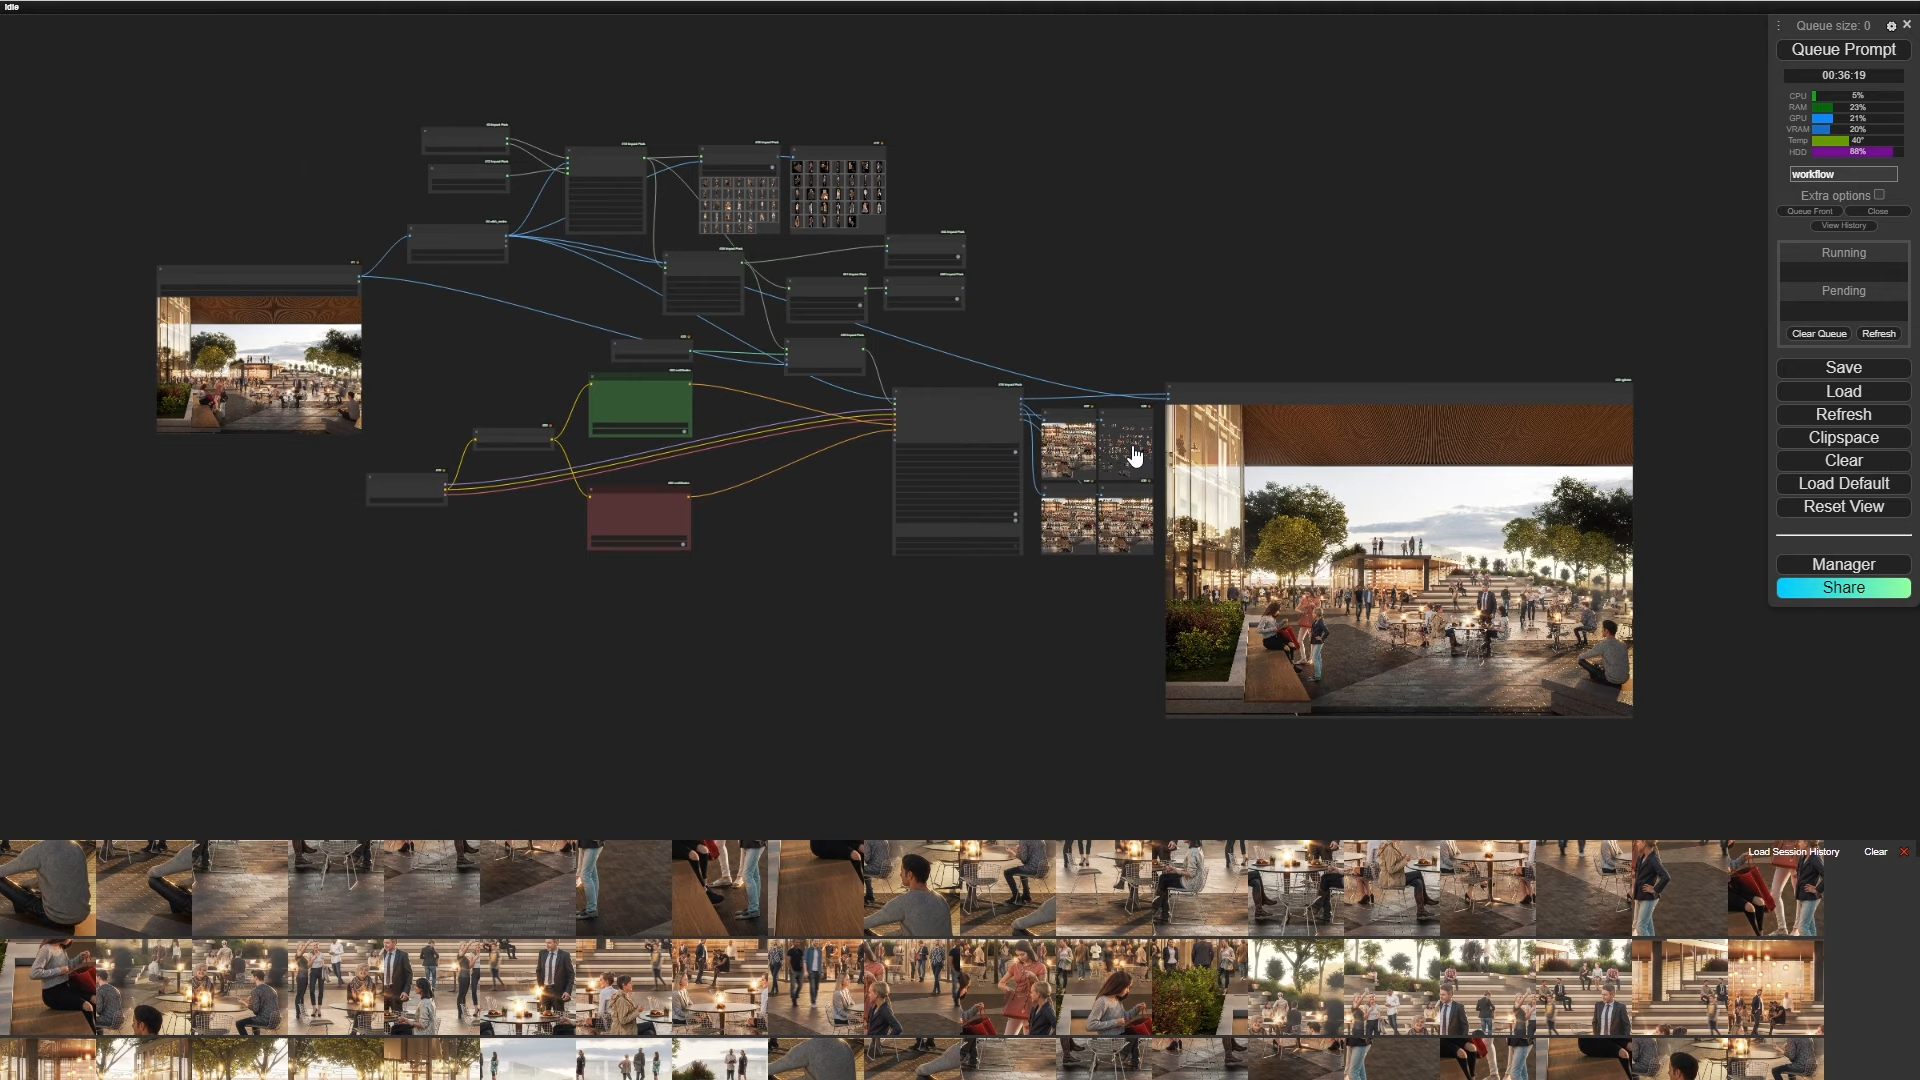 Idle
Queue size: 0
Queue Prompt
00:36:19
CPU 5%
RAM 23%
GPU 21%
VRAM 20%
Temp 40°
HDD 88%
workflow
Extra options
Queue Front Close
View History
Running
Pending
Clear Queue Refresh
Save
Load
Refresh
Clipspace
Clear
Load Default
Reset View
Manager
Share
Load Session History Clear